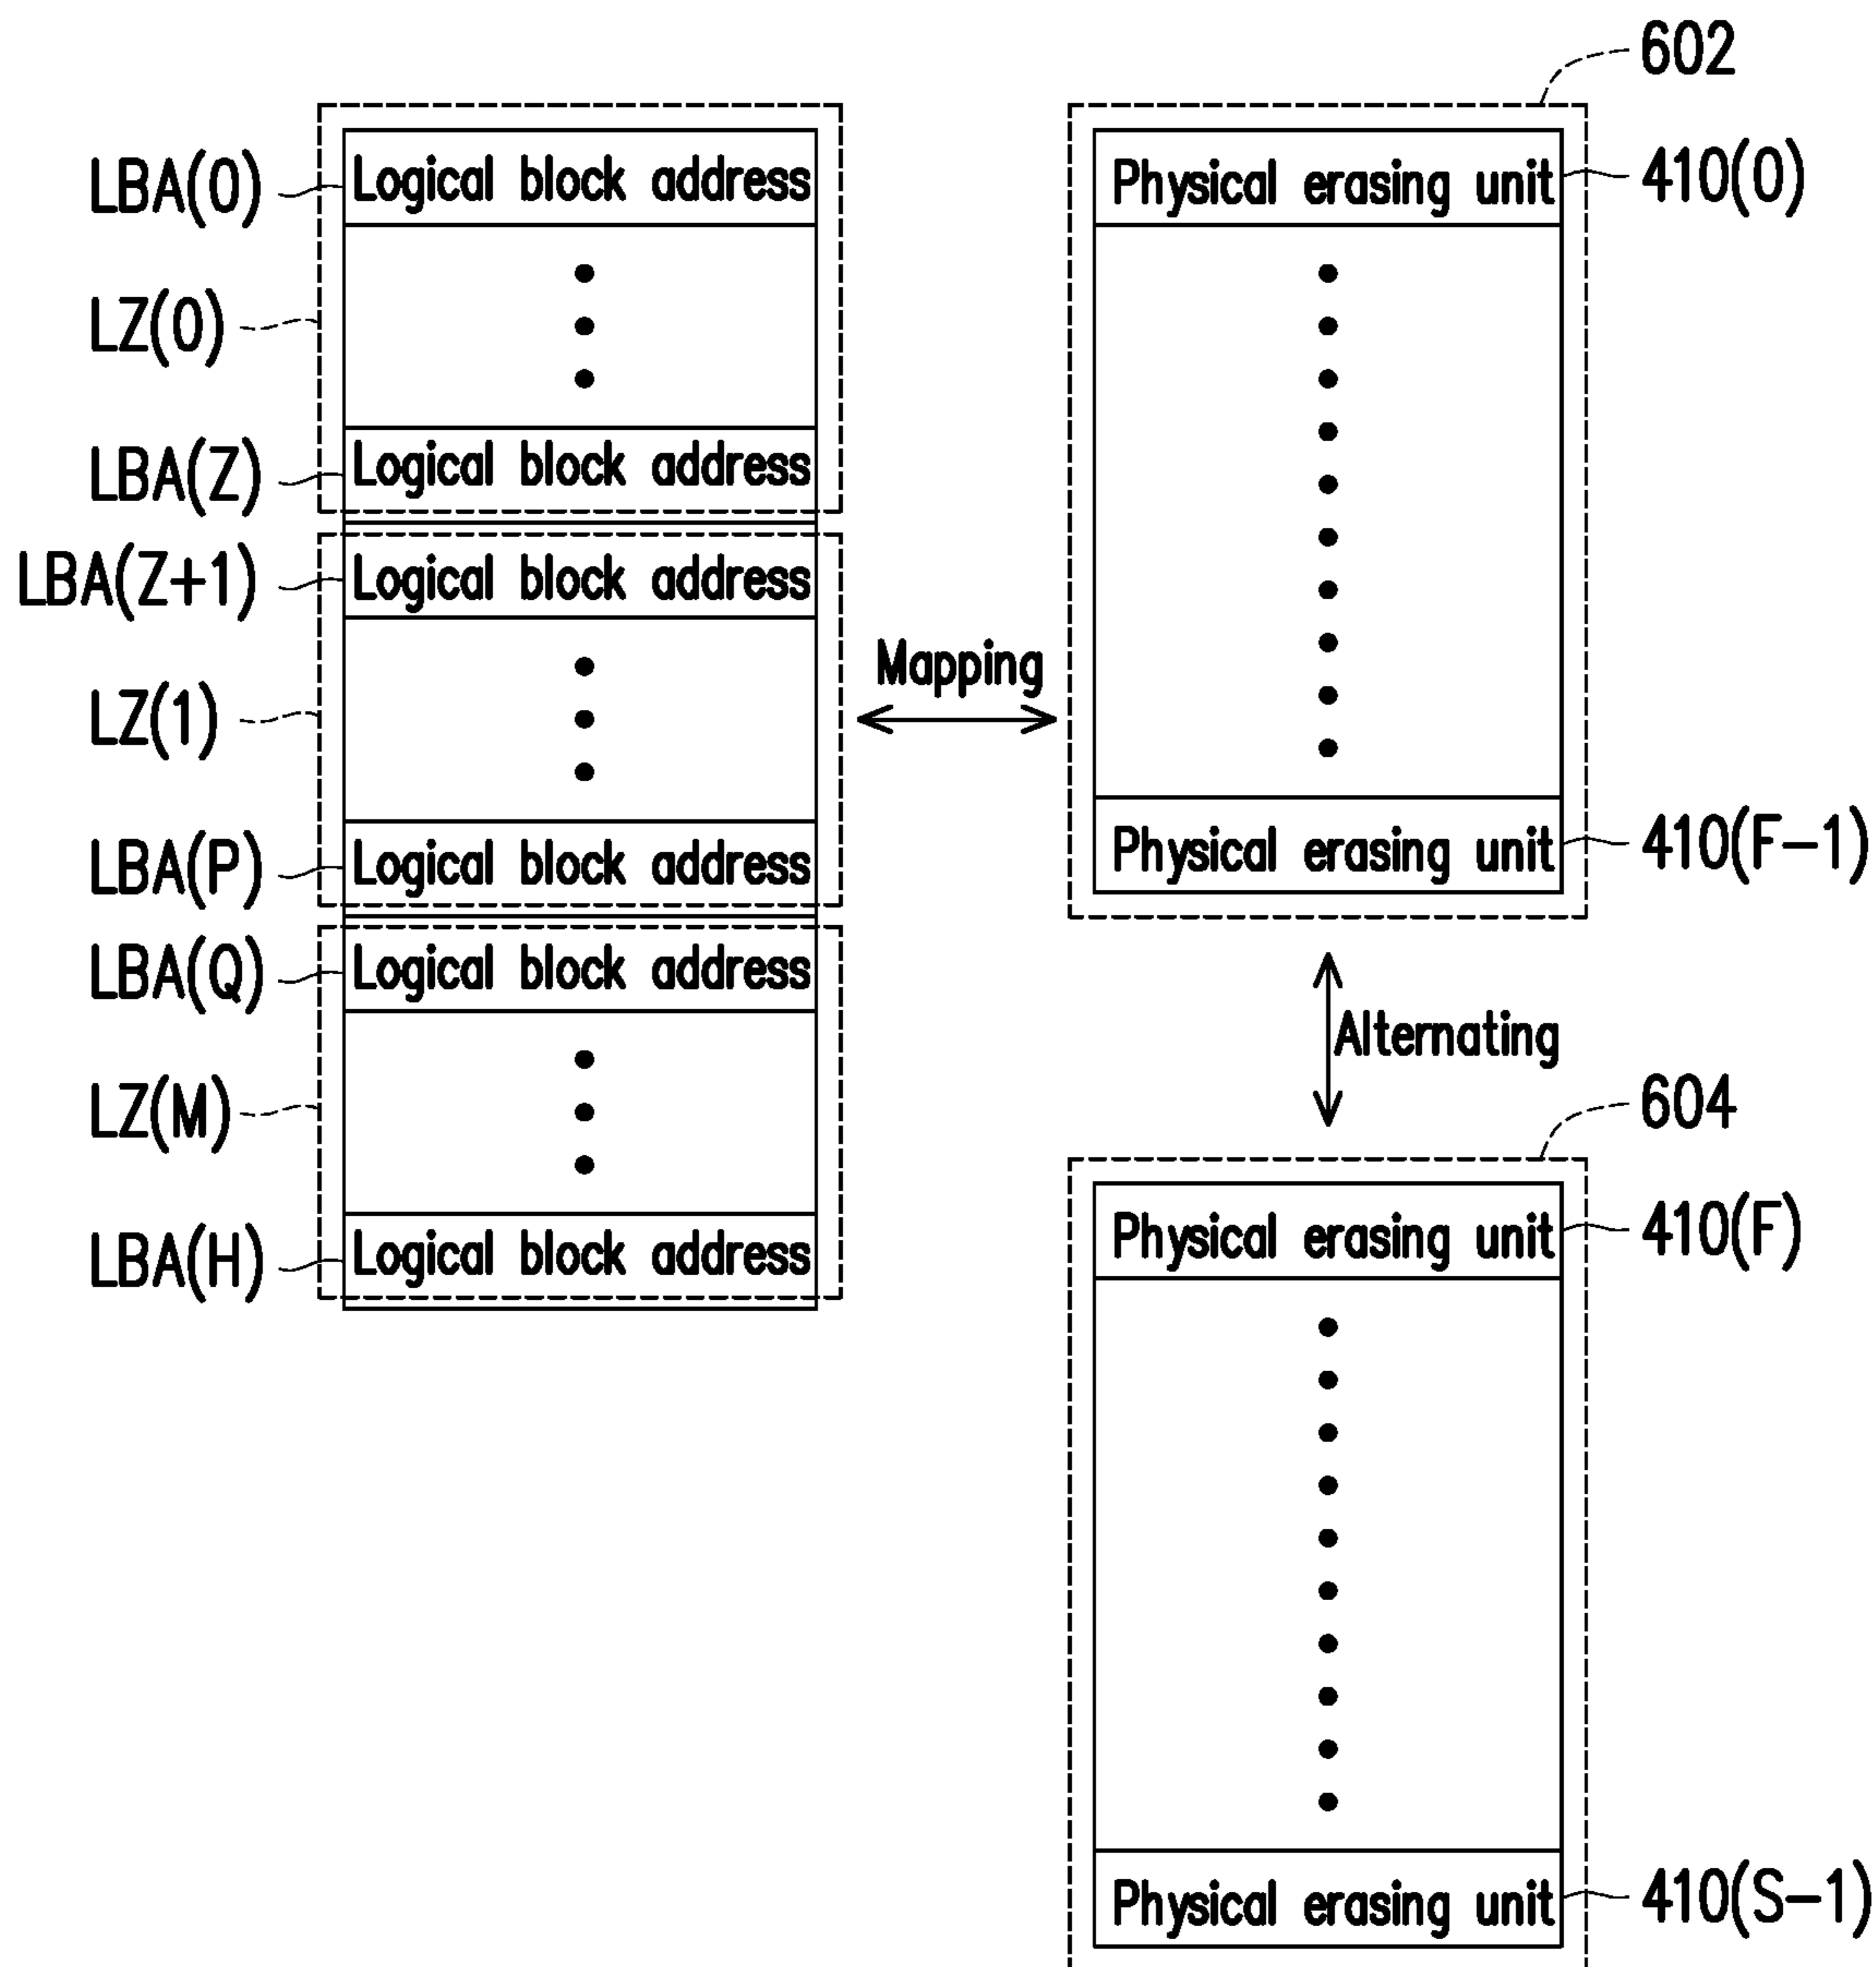 602
LBA(0)
Logical block address
Physical erasing unit
410(0)
LZ(0)
LBA(Z)
Logical block address
LBA(Z+1)
Logical block address
Mapping
LZ(1)
LBA(P)
Logical block address
Physical erasing unit
410(F-1)
LBA(Q)
Logical block address
Alternating
LZ(M)
604
LBA(H)
Logical block address
Physical erasing unit
410(F)
Physical erasing unit
410(S-1)